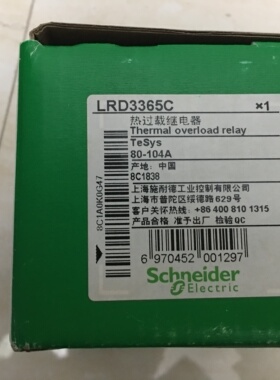 LRD3365C ×1
热过载继电器
Thermal overload relay
TeSys
80-104A
产地：中国
8C1838
上海施耐德工业控制有限公司
上海市普陀区绥德路629号
客户关怀热线：+86 400 810 1315
产品合格 准予出厂 检验QC
8C1A0K0G47
6 970452 001297
Schneider
Electric